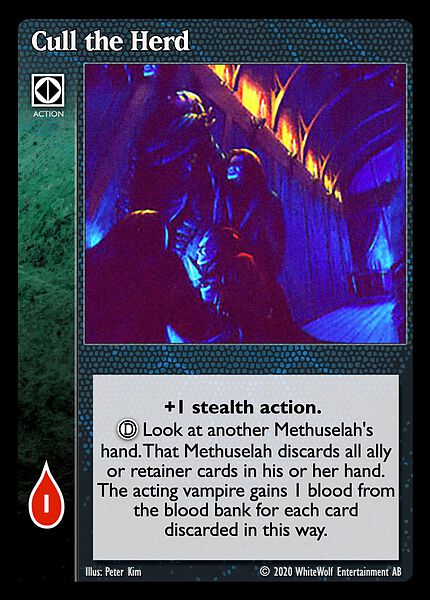 Cull the Herd
ACTION
+1 stealth action.
Ⓓ Look at another Methuselah's
hand. That Methuselah discards all ally
or retainer cards in his or her hand.
The acting vampire gains 1 blood from
the blood bank for each card
discarded in this way.
1
Illus: Peter Kim © 2020 WhiteWolf Entertainment AB